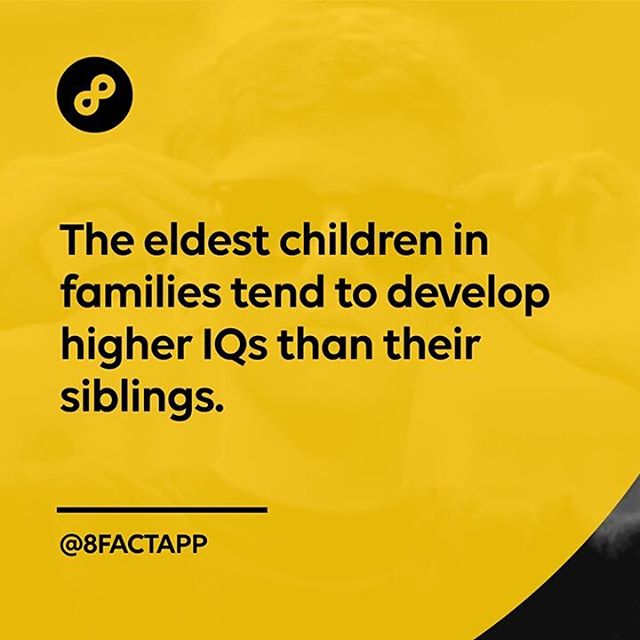 The eldest children in
families tend to develop
higher IQs than their
siblings.
@8FACTAPP